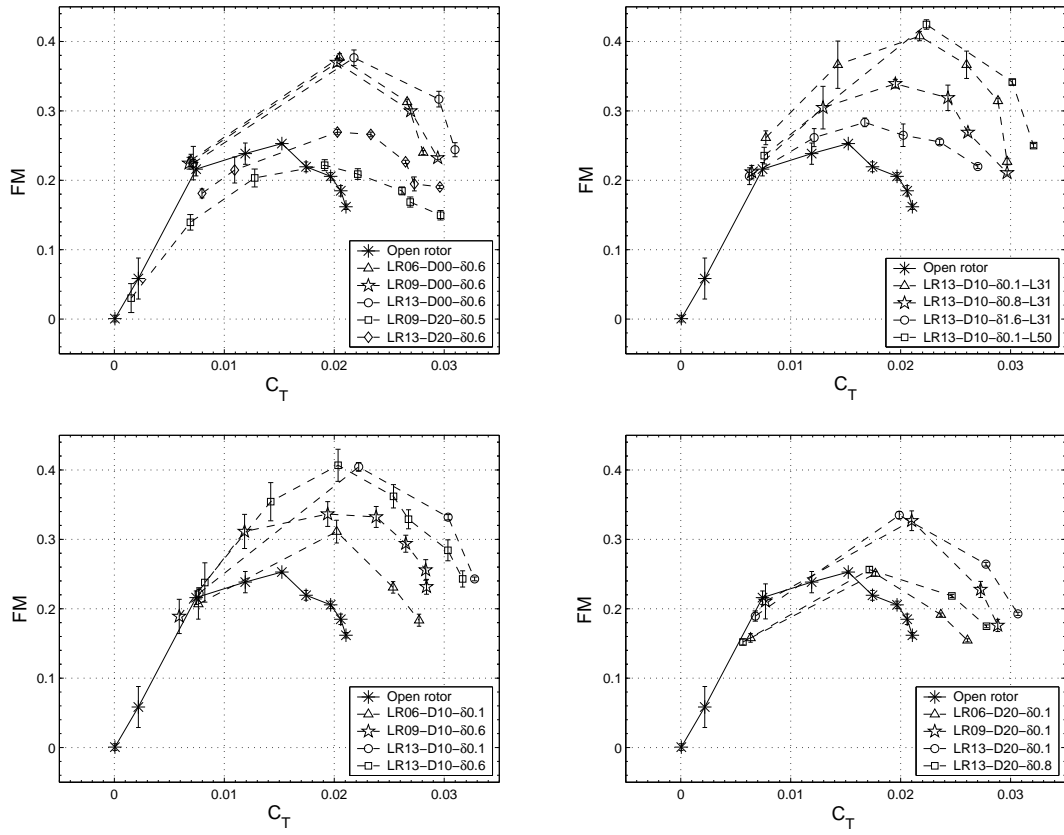 0.4
0.3
0.2
0.1
0
FM
0
0.01
0.02
0.03
C_T
Open rotor
LR06−D00−δ0.6
LR09−D00−δ0.6
LR13−D00−δ0.6
LR09−D20−δ0.5
LR13−D20−δ0.6
0.4
0.3
0.2
0.1
0
FM
0
0.01
0.02
0.03
C_T
Open rotor
LR13−D10−δ0.1−L31
LR13−D10−δ0.8−L31
LR13−D10−δ1.6−L31
LR13−D10−δ0.1−L50
0.4
0.3
0.2
0.1
0
FM
0
0.01
0.02
0.03
C_T
Open rotor
LR06−D10−δ0.1
LR09−D10−δ0.6
LR13−D10−δ0.1
LR13−D10−δ0.6
0.4
0.3
0.2
0.1
0
FM
0
0.01
0.02
0.03
C_T
Open rotor
LR06−D20−δ0.1
LR09−D20−δ0.1
LR13−D20−δ0.1
LR13−D20−δ0.8